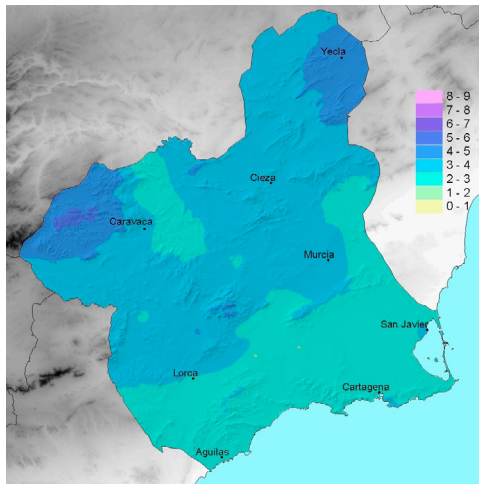 Yecla
8 - 9
7 - 8
6 - 7
5 - 6
4 - 5
3 - 4
2 - 3
1 - 2
0 - 1
Cieza
Caravaca
Murcia
San Javier
Lorca
Cartagena
Aguilas